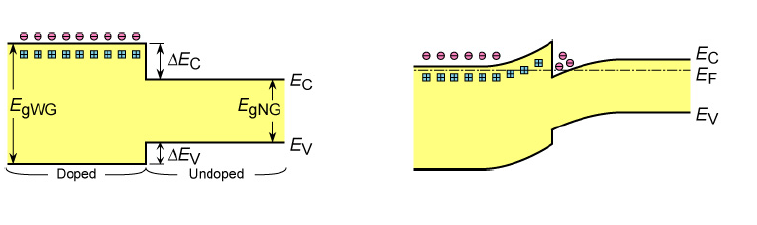 ΔEC
EC
EgWG
EgNG
EV
ΔEV
Doped
Undoped
EC
EF
EV